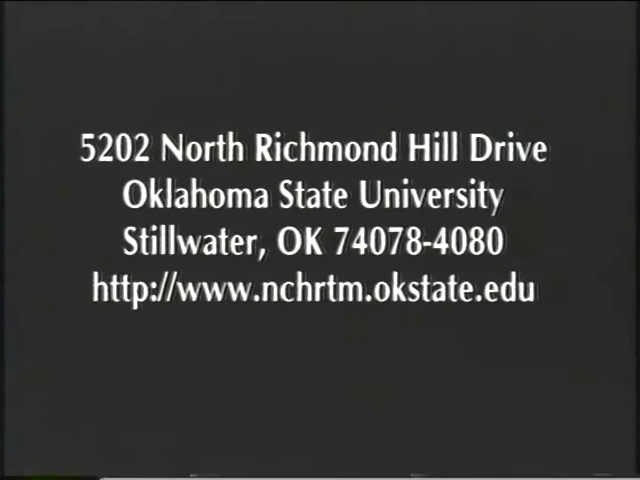 5202 North Richmond Hill Drive
Oklahoma State University
Stillwater, OK 74078-4080
http://www.nchrtm.okstate.edu